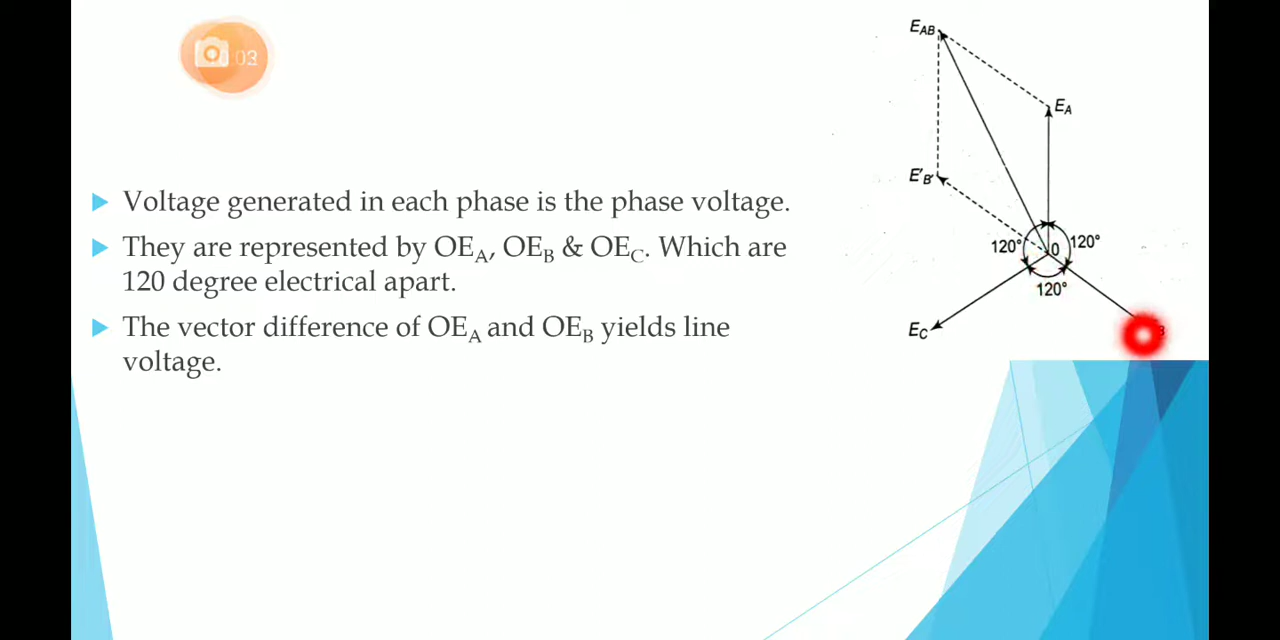 03
Voltage generated in each phase is the phase voltage.
They are represented by OE_A, OE_B & OE_C. Which are
120 degree electrical apart.
The vector difference of OE_A and OE_B yields line
voltage.
E_AB
E_A
E'_B
120°
O
120°
120°
E_C